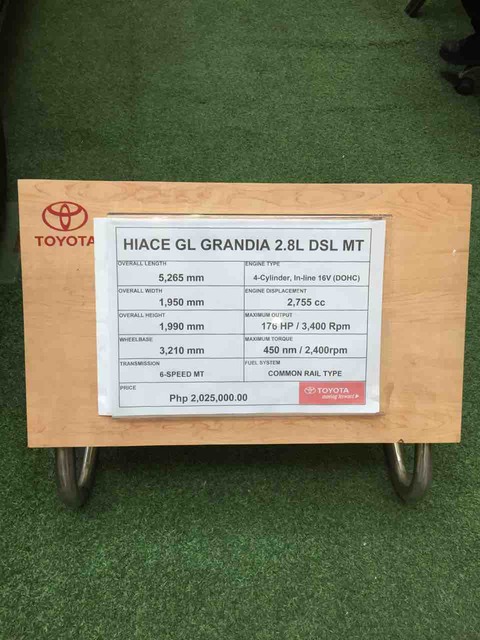 TOYOTA
HIACE GL GRANDIA 2.8L DSL MT
OVERALL LENGTH
5,265 mm
ENGINE TYPE
4-Cylinder, In-line 16V (DOHC)
OVERALL WIDTH
1,950 mm
ENGINE DISPLACEMENT
2,755 cc
OVERALL HEIGHT
1,990 mm
MAXIMUM OUTPUT
176 HP / 3,400 Rpm
WHEELBASE
3,210 mm
MAXIMUM TORQUE
450 nm / 2,400rpm
TRANSMISSION
6-SPEED MT
FUEL SYSTEM
COMMON RAIL TYPE
PRICE
Php 2,025,000.00
TOYOTA
moving forward